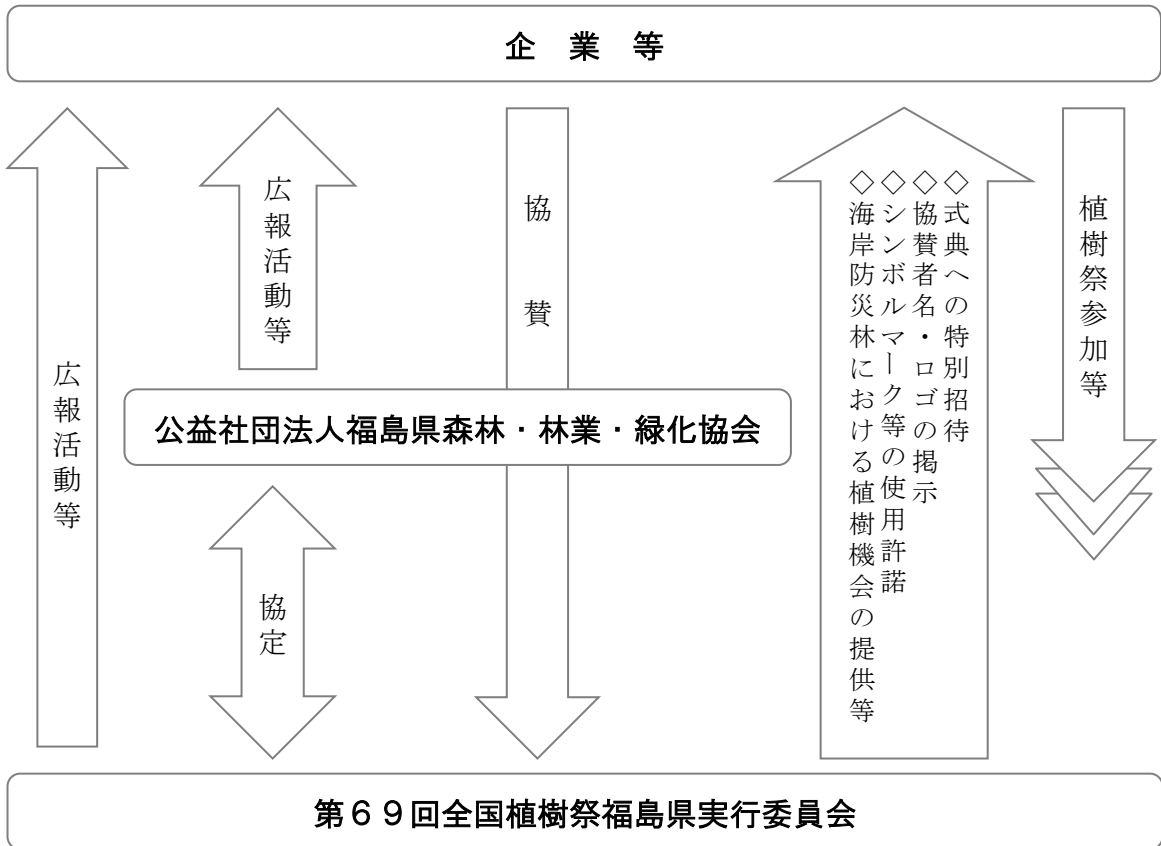 企 業 等
広報活動等
広報活動等
協 賛
◇式典への特別招待
◇協賛者名・ロゴの掲示
◇シンボルマーク等の使用許諾
◇海岸防災林における植樹機会の提供等
植樹祭参加等
公益社団法人福島県森林・林業・緑化協会
協定
第69回全国植樹祭福島県実行委員会